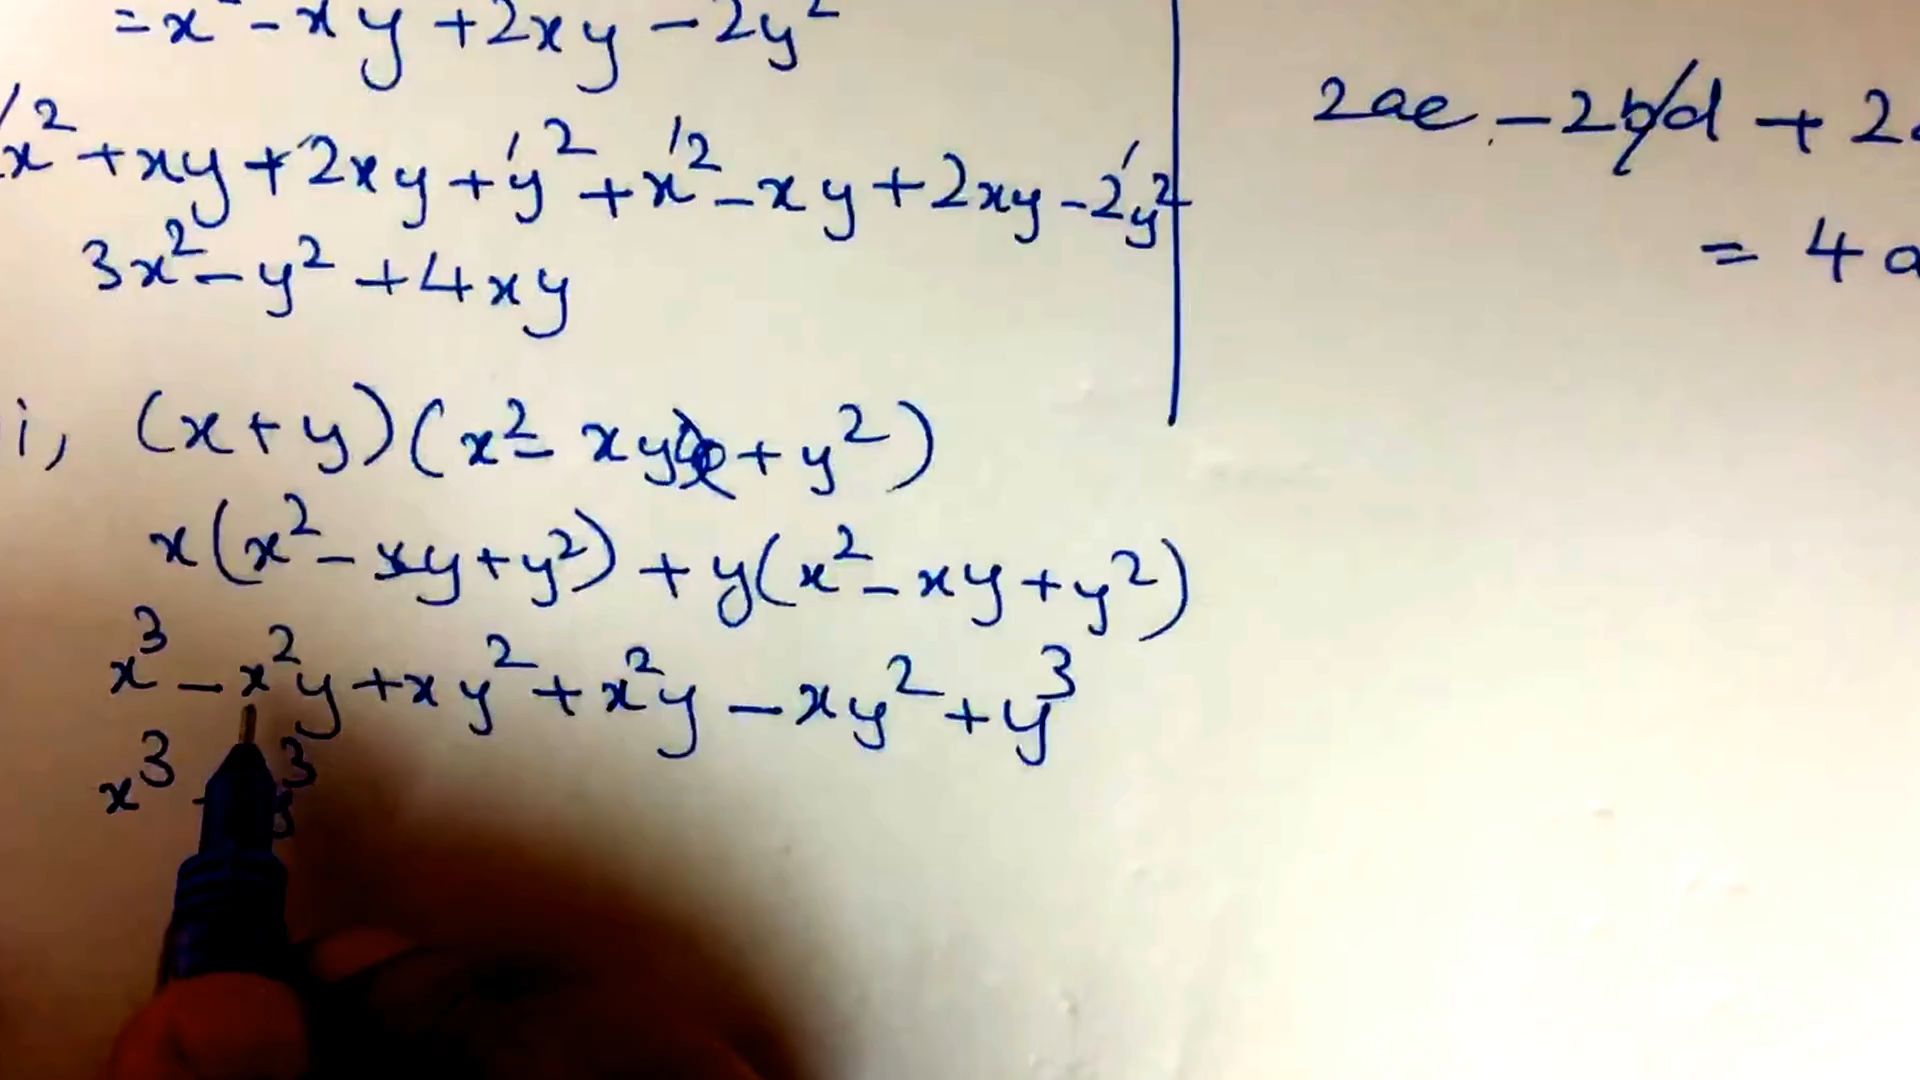 =x² - xy +2xy -2y²
x² +xy +2xy +y² +x² -xy +2xy -2y²
3x² - y² +4xy
i, (x+y)(x² - xy + y²)
x(x² - xy + y²) + y(x² - xy + y²)
x³ - x²y + xy² + x²y - xy² + y³
x³
2ae - 2bd + 2
= 4a